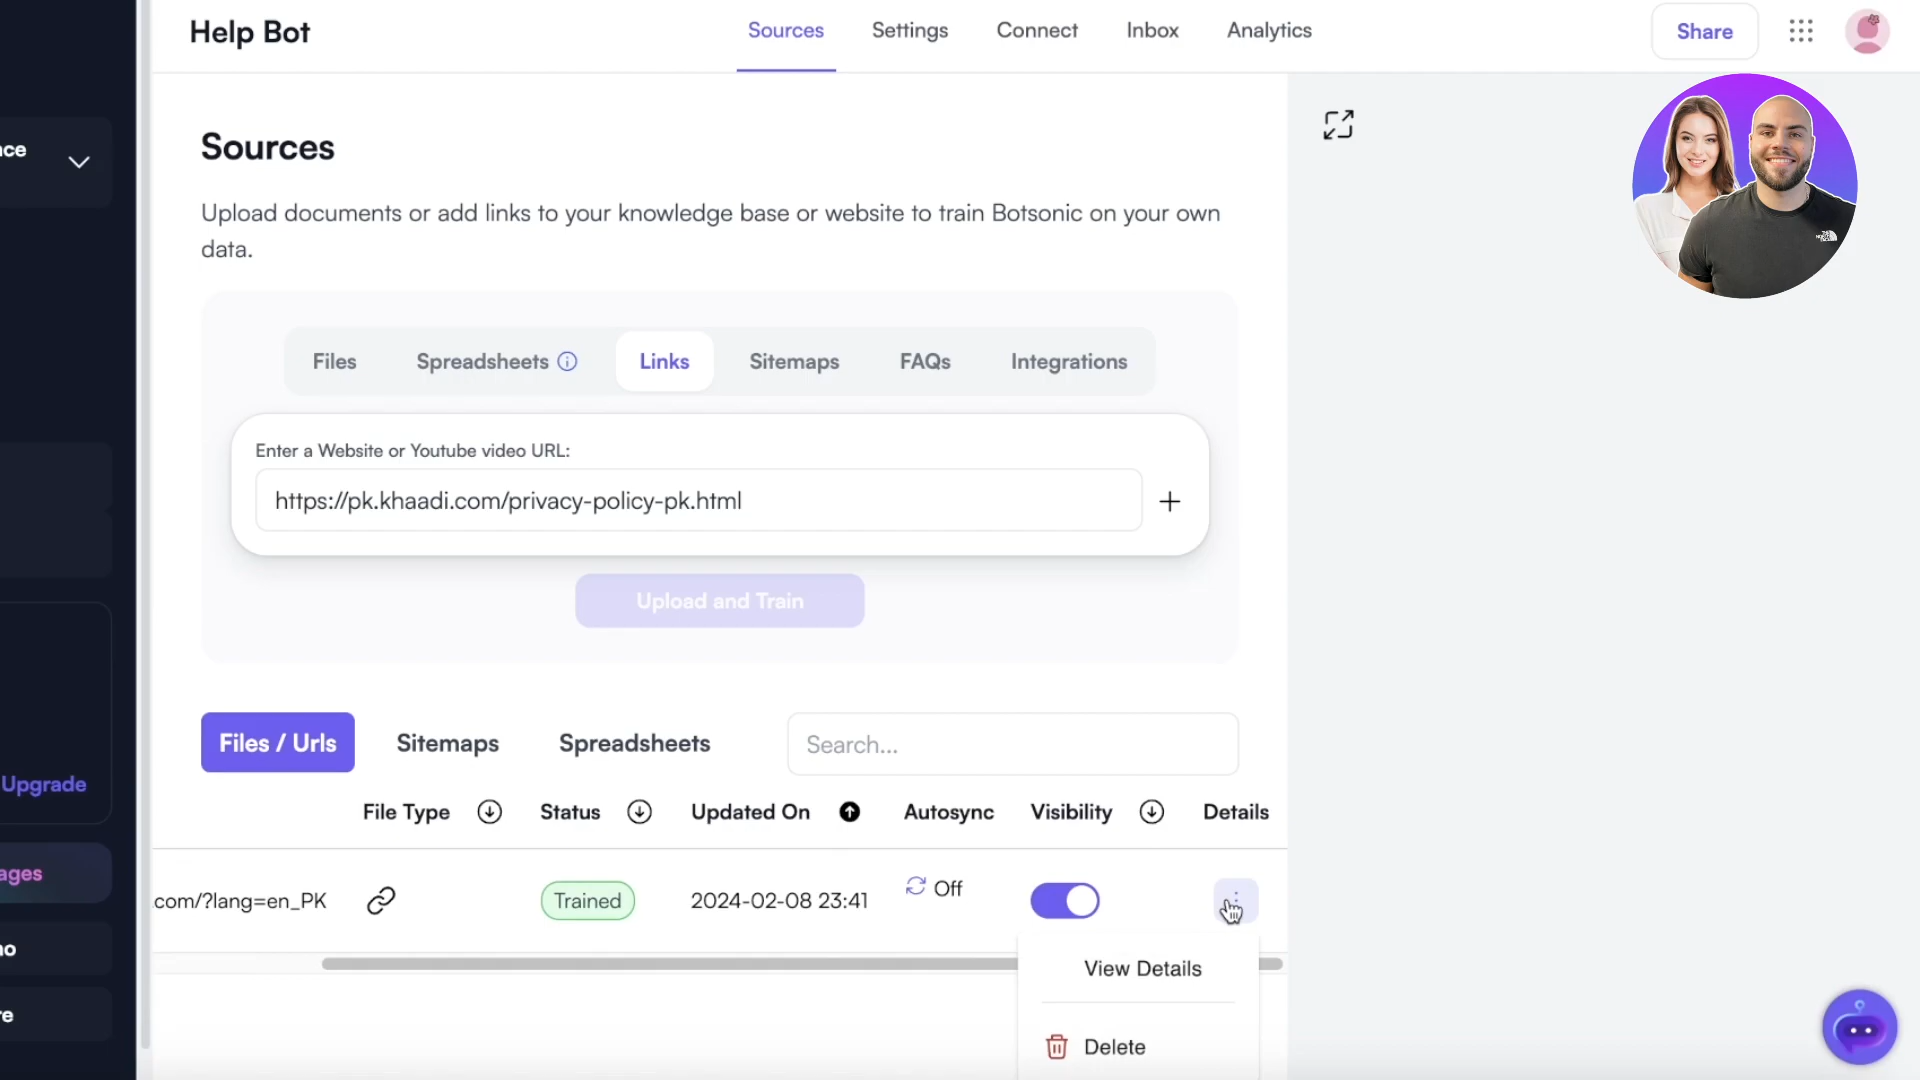 Help Bot
Sources Settings Connect Inbox Analytics
Share
Sources
Upload documents or add links to your knowledge base or website to train Botsonic on your own
data.
Files Spreadsheets Links Sitemaps FAQs Integrations
Enter a Website or Youtube video URL:
https://pk.khaadi.com/privacy-policy-pk.html
Upload and Train
Files / Urls Sitemaps Spreadsheets Search...
Upgrade
File Type Status Updated On Autosync Visibility Details
.com/?lang=en_PK Trained 2024-02-08 23:41 Off
View Details
Delete
THE NORTH FACE